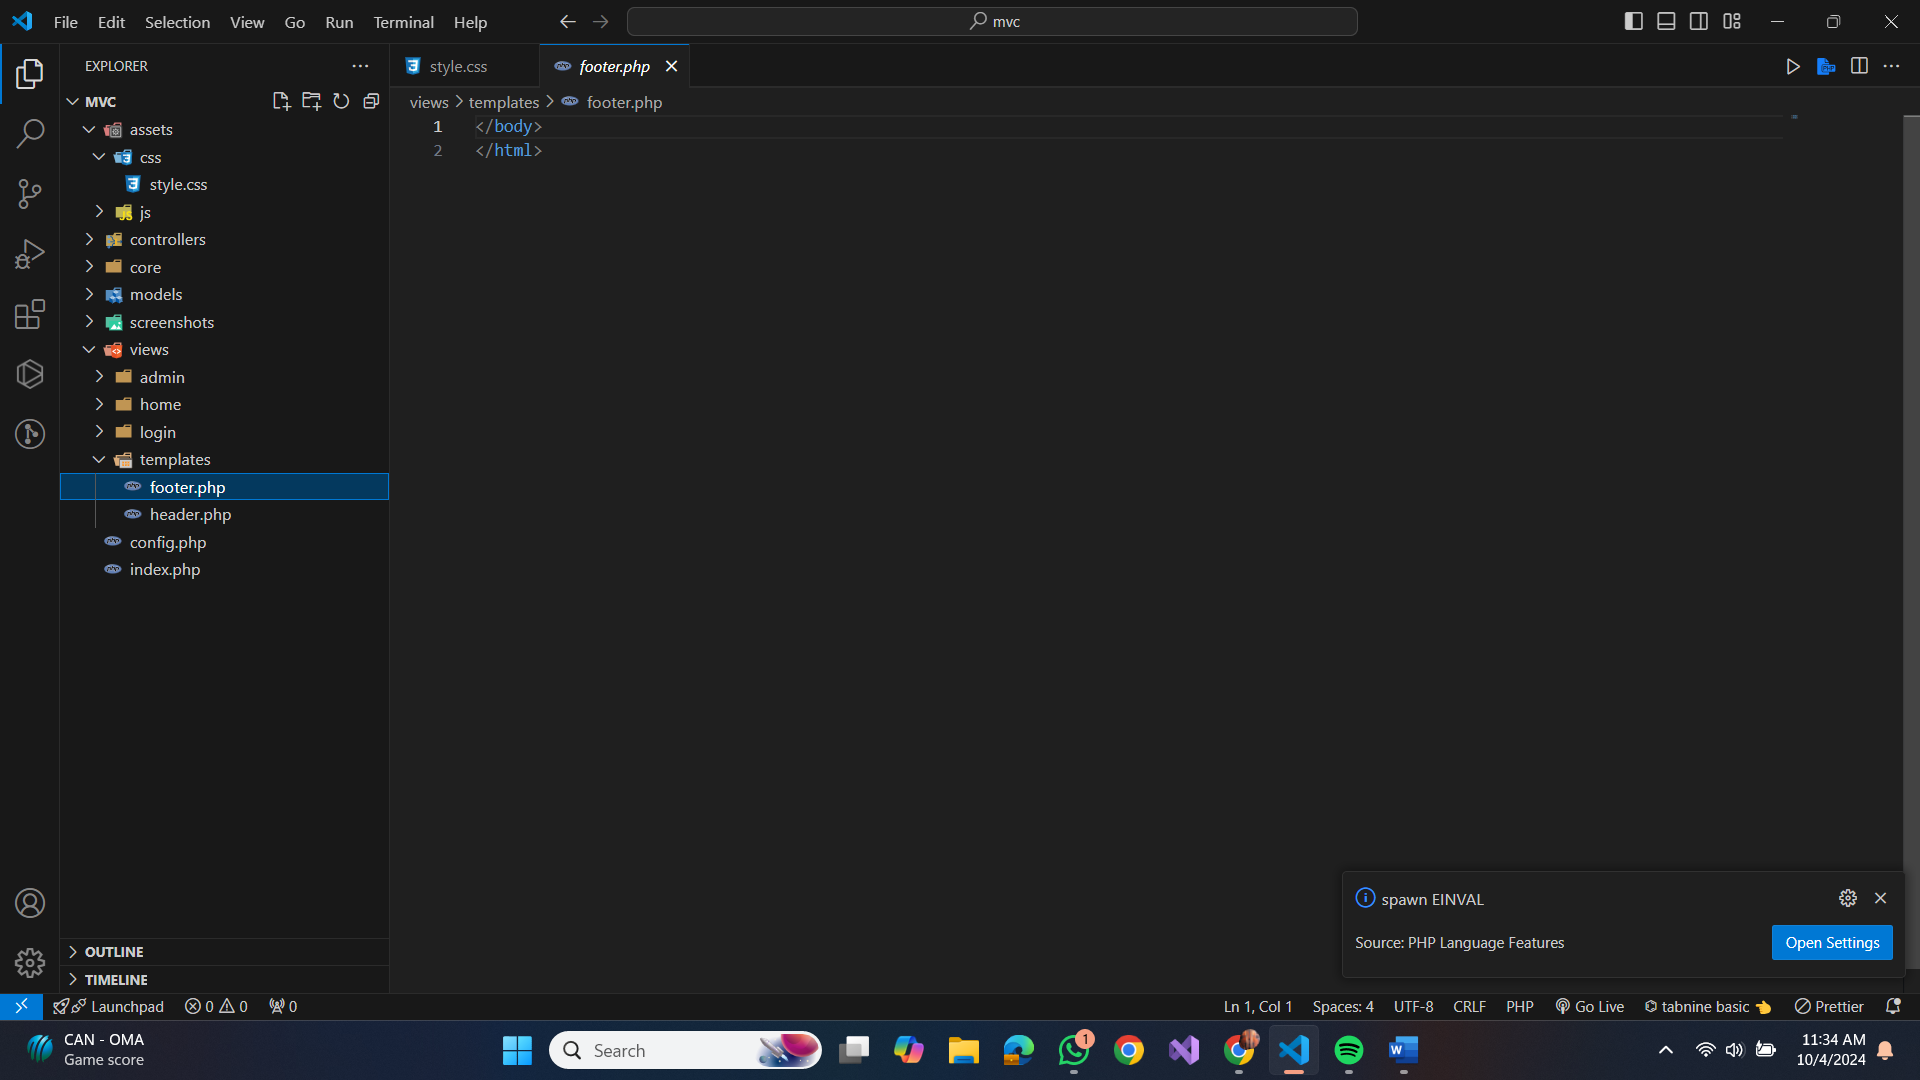 File Edit Selection View Go Run Terminal Help
mvc
EXPLORER
style.css
footer.php
MVC
views > templates > footer.php
1 </body>
2 </html>
assets
css
style.css
js
controllers
core
models
screenshots
views
admin
home
login
templates
footer.php
header.php
config.php
index.php
OUTLINE
TIMELINE
spawn EINVAL
Source: PHP Language Features
Open Settings
Launchpad 0 0 0
Ln 1, Col 1 Spaces: 4 UTF-8 CRLF PHP Go Live tabnine basic Prettier
CAN - OMA
Game score
Search
1
11:34 AM
10/4/2024